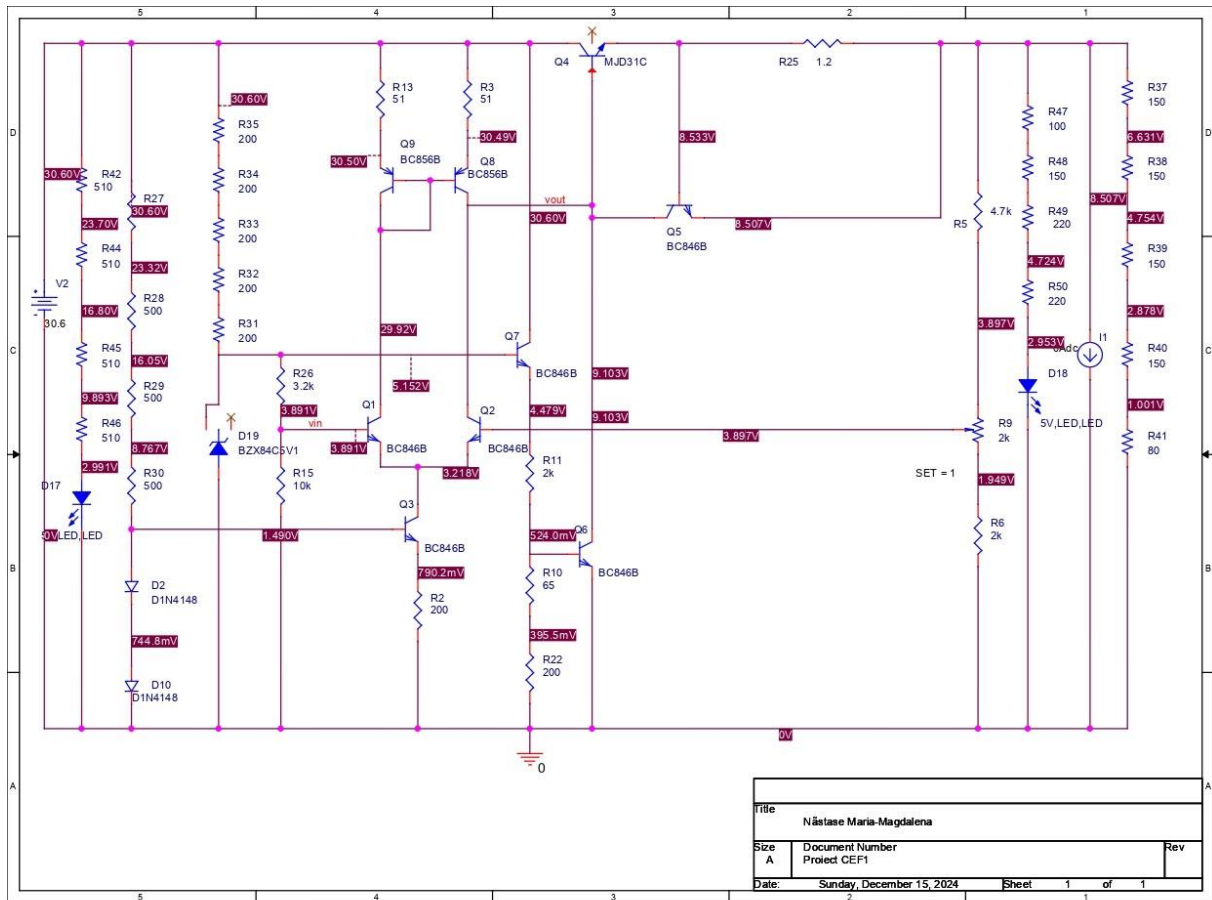 5
4
3
2
1
D
C
B
A
D
C
B
A
V2
30.6
30.60V
R42
510
23.70V
R44
510
16.80V
R45
510
9.893V
R46
510
2.991V
D17
LED,LED
0V
R27
30.60V
23.32V
R28
500
16.05V
R29
500
8.767V
R30
500
D2
D1N4148
744.8mV
D10
D1N4148
30.60V
R35
200
R34
200
R33
200
R32
200
R31
200
D19
BZX84C5V1
R26
3.2k
3.891V
vin
3.891V
R15
10k
1.490V
R13
51
R3
51
30.49V
30.50V
Q9
BC856B
Q8
BC856B
vout
29.92V
5.152V
Q1
BC846B
Q2
BC846B
3.218V
Q3
BC846B
790.2mV
R2
200
30.60V
Q7
BC846B
4.479V
R11
2k
524.0mV
R10
65
395.5mV
R22
200
Q6
BC846B
9.103V
9.103V
Q4
MJD31C
8.533V
Q5
BC846B
8.507V
R25
1.2
R5
4.7k
3.897V
3.897V
R9
2k
SET = 1
1.949V
R6
2k
0V
R47
100
R48
150
R49
220
4.724V
R50
220
2.953V
D18
5V,LED,LED
8.507V
I1
R37
150
6.631V
R38
150
4.754V
R39
150
2.878V
R40
150
1.001V
R41
80
0
Title
Năstase Maria-Magdalena
Size
A
Document Number
Proiect CEF1
Rev
Date: Sunday, December 15, 2024 Sheet 1 of 1
5
4
3
2
1